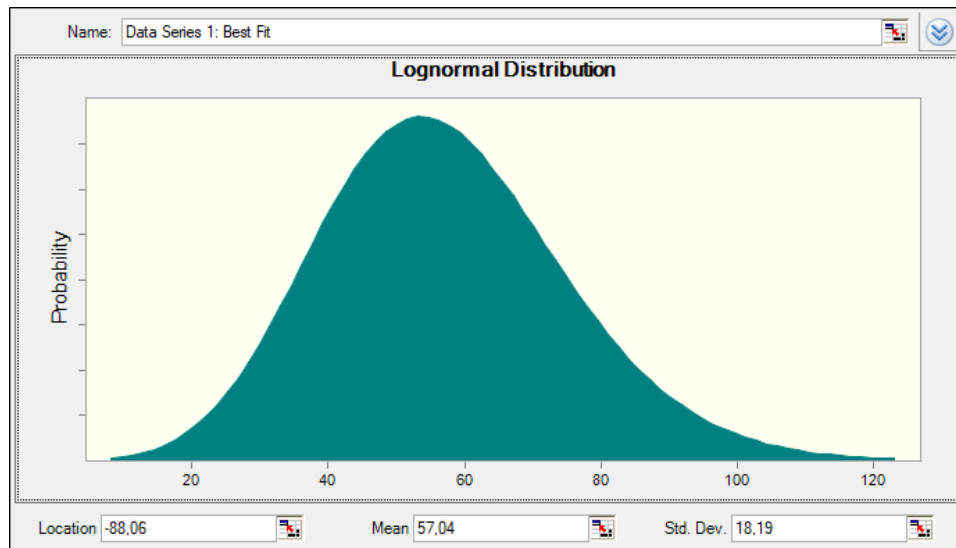 Name: Data Series 1: Best Fit
Lognormal Distribution
Probability
20 40 60 80 100 120
Location -88,06 Mean 57,04 Std. Dev. 18,19